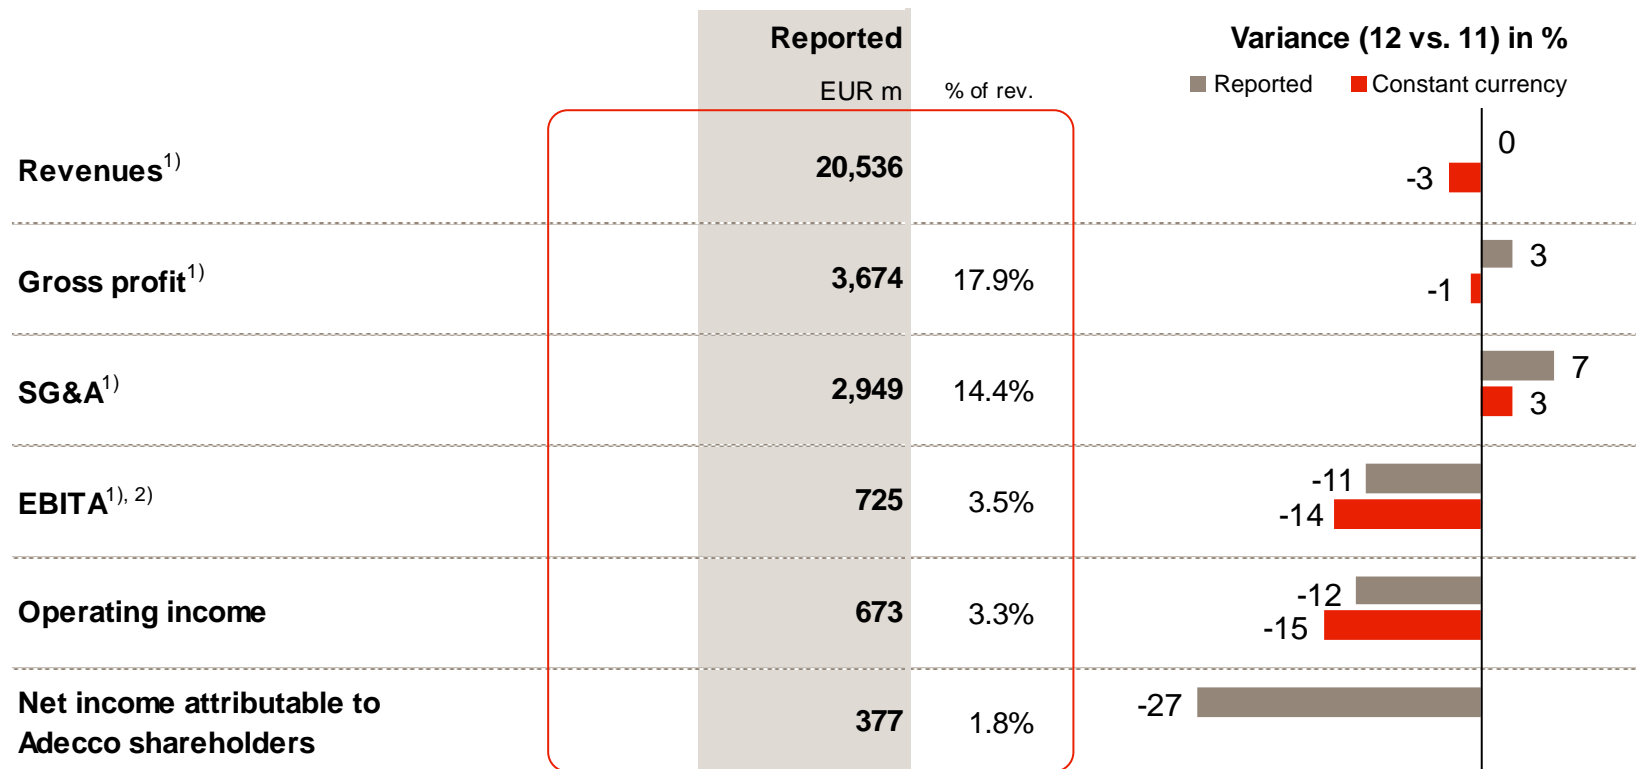 Reported
Variance (12 vs. 11) in %
EUR m
% of rev.
Reported
Constant currency
Revenues1)
20,536
0
-3
Gross profit1)
3,674
17.9%
3
-1
SG&A1)
2,949
14.4%
7
3
EBITA1), 2)
725
3.5%
-11
-14
Operating income
673
3.3%
-12
-15
Net income attributable to
Adecco shareholders
377
1.8%
-27